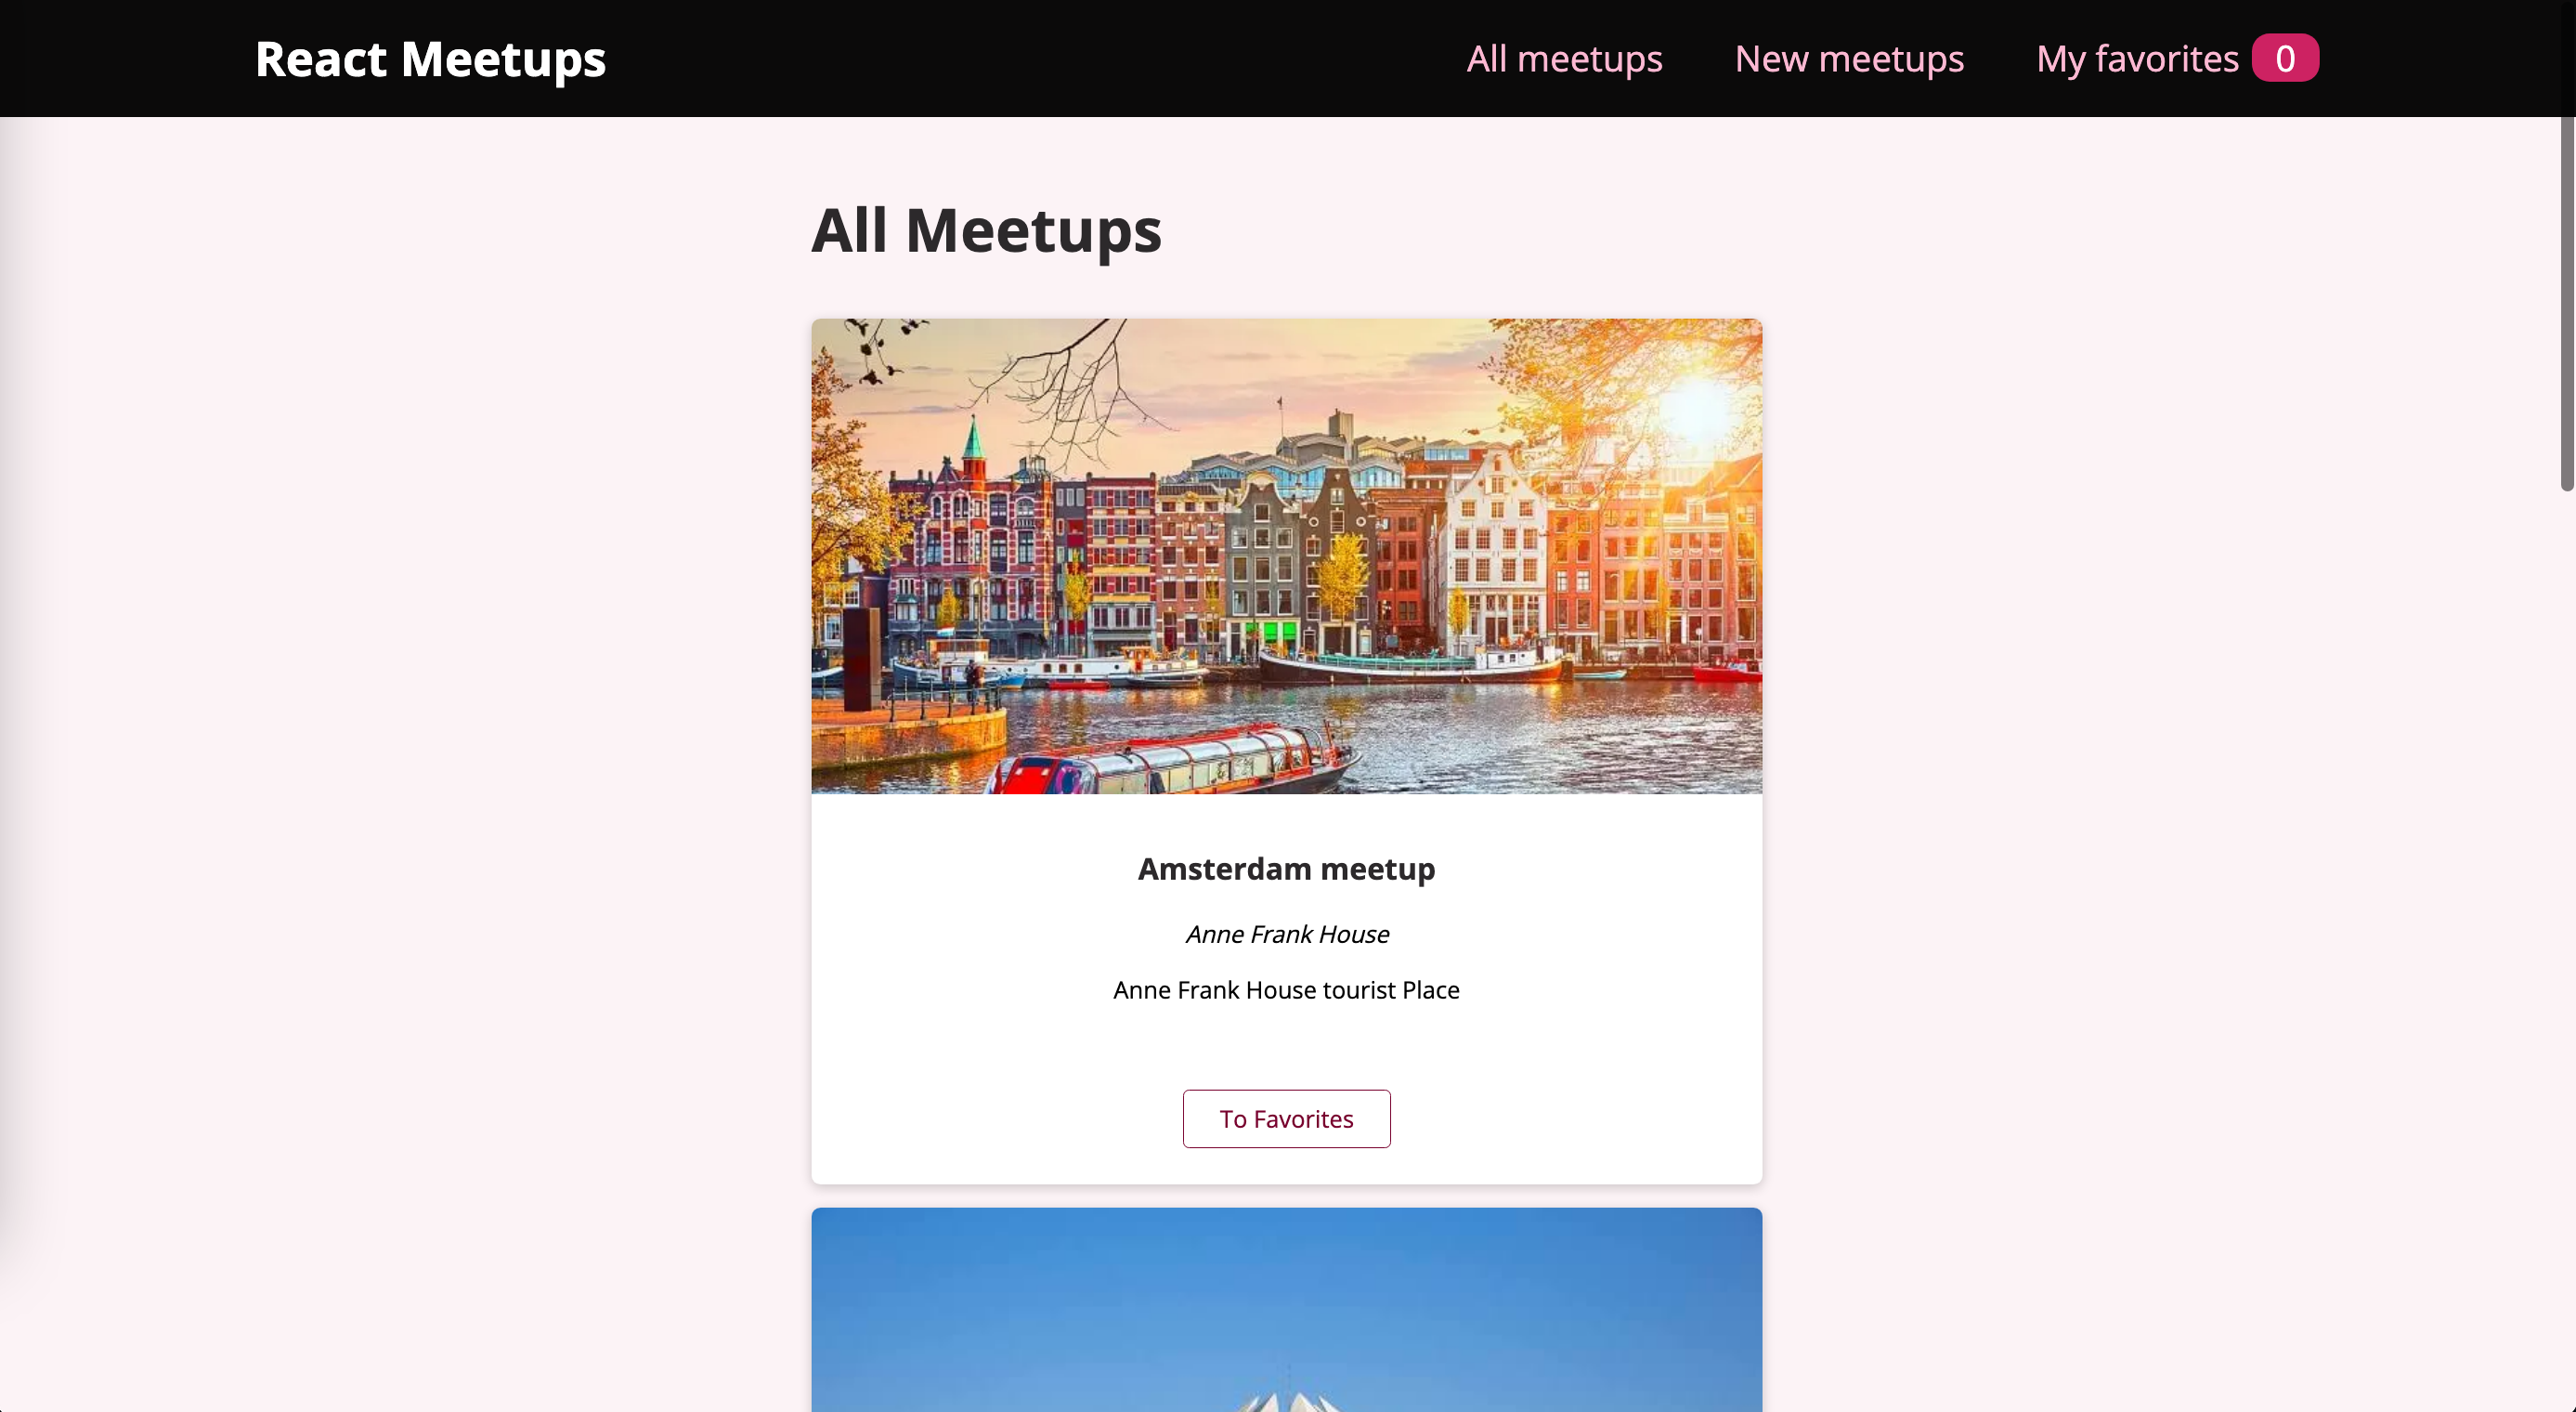 React Meetups
All meetups New meetups My favorites 0
All Meetups
Amsterdam meetup
Anne Frank House
Anne Frank House tourist Place
To Favorites